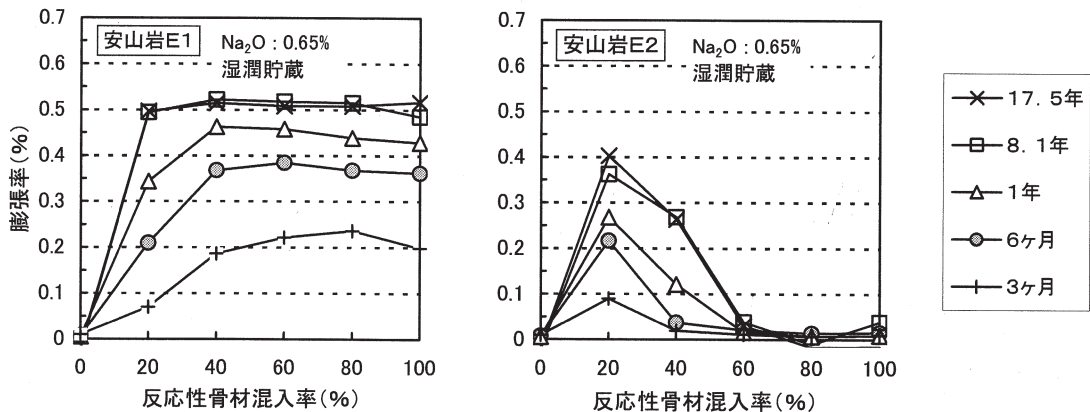 0.7
0.6
0.5
0.4
0.3
0.2
0.1
0
膨張率(%)
安山岩E1
Na₂O : 0.65%
湿潤貯蔵
0 20 40 60 80 100
反応性骨材混入率(%)
0.7
0.6
0.5
0.4
0.3
0.2
0.1
0
安山岩E2
Na₂O : 0.65%
湿潤貯蔵
0 20 40 60 80 100
反応性骨材混入率(%)
17. 5年
8. 1年
1年
6ヶ月
3ヶ月